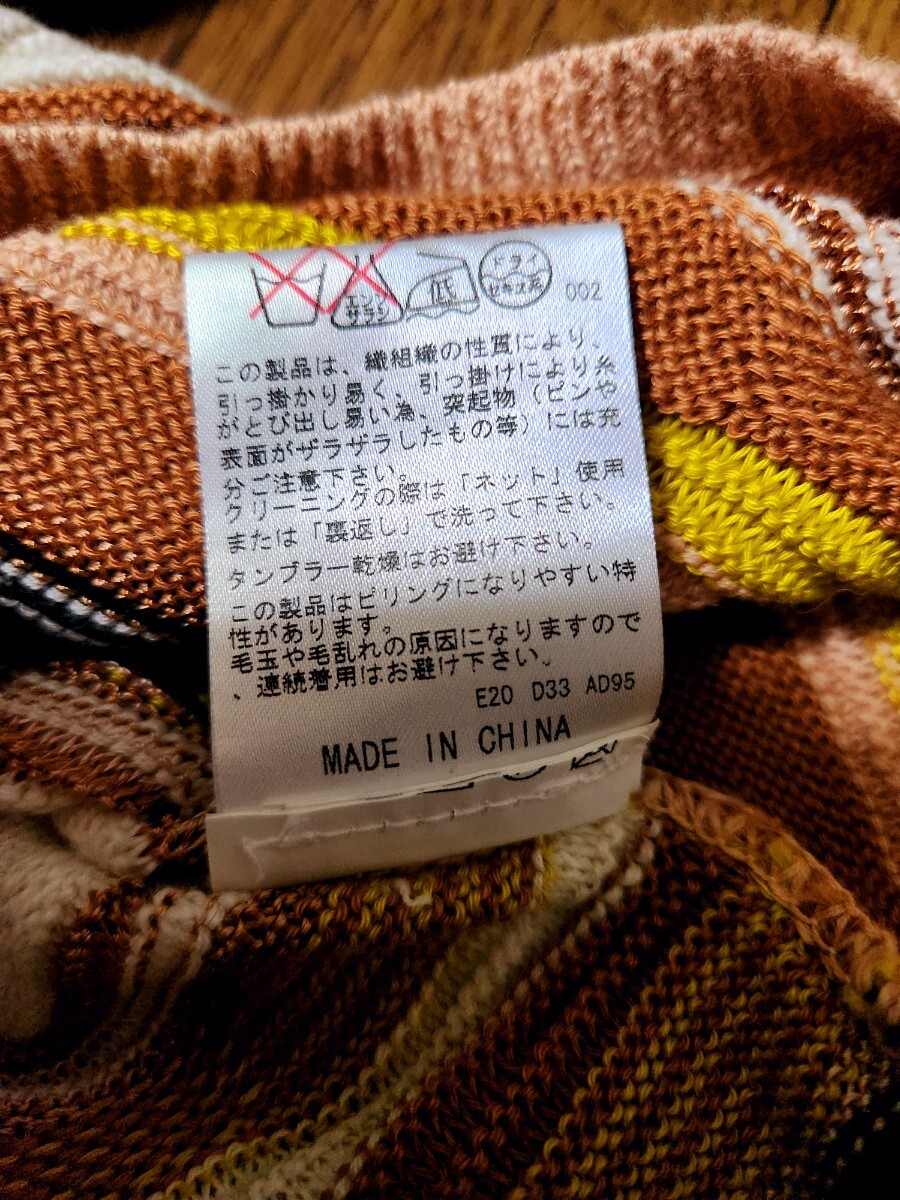 エンソ
サラシ
低
ドライ
セキユ系
002
この製品は、繊組織の性質により、
引っ掛かり易く、引っ掛けにより糸
がとび出し易い為、突起物（ピンや
表面がザラザラしたもの等）には充
分ご注意下さい。
クリーニングの際は「ネット」使用
または「裏返し」で洗って下さい。
タンブラー乾燥はお避け下さい。
この製品はピリングになりやすい特
性があります。
毛玉や毛乱れの原因になりますので
、連続着用はお避け下さい。
E20 D33 AD95
MADE IN CHINA